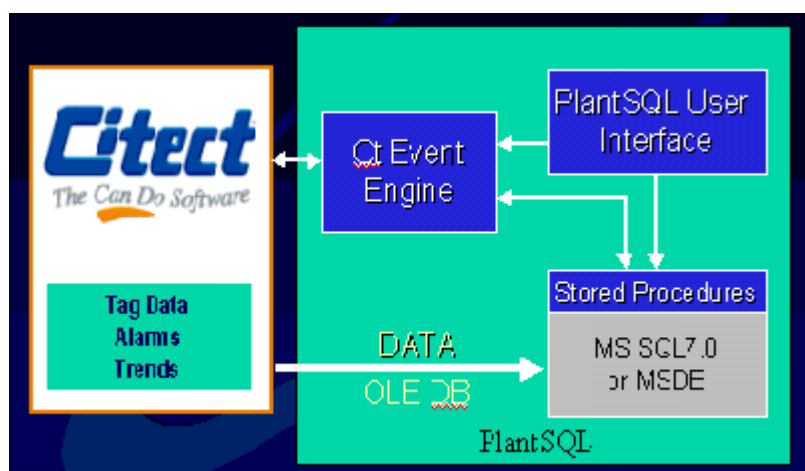 Citect
The Can Do Software
Tag Data
Alarms
Trends
Ct Event
Engine
PlantSQL User
Interface
Stored Procedures
MS SQL7.0
or MSDE
DATA
OLE DB
PlantSQL